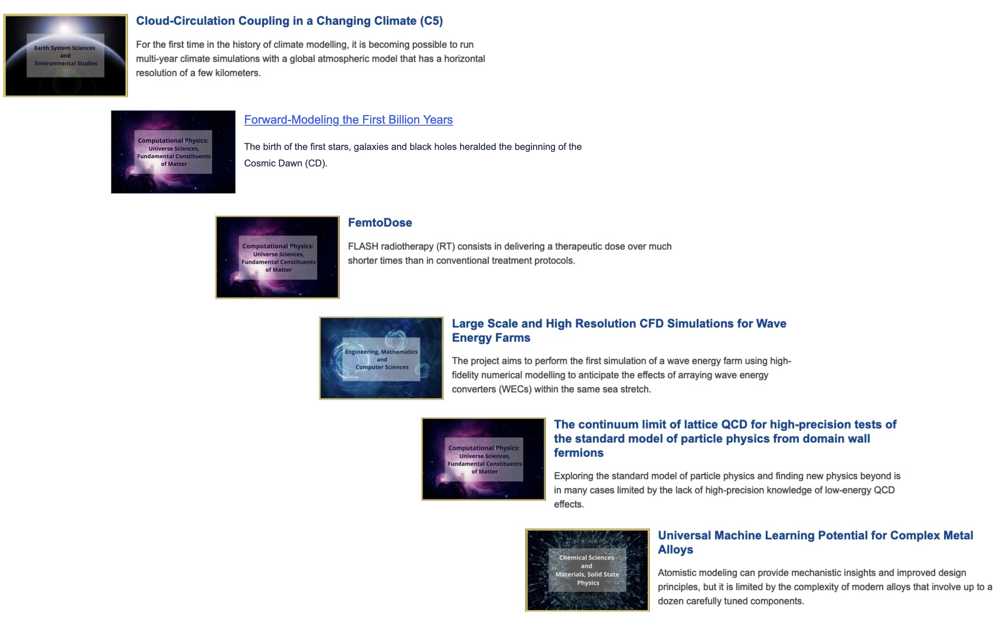 Cloud-Circulation Coupling in a Changing Climate (C5)
Earth System Sciences
and
Environmental Studies
For the first time in the history of climate modelling, it is becoming possible to run
multi-year climate simulations with a global atmospheric model that has a horizontal
resolution of a few kilometers.
Forward-Modeling the First Billion Years
Computational Physics:
Universe Sciences,
Fundamental Constituents
of Matter
The birth of the first stars, galaxies and black holes heralded the beginning of the
Cosmic Dawn (CD).
FemtoDose
Computational Physics:
Universe Sciences,
Fundamental Constituents
of Matter
FLASH radiotherapy (RT) consists in delivering a therapeutic dose over much
shorter times than in conventional treatment protocols.
Large Scale and High Resolution CFD Simulations for Wave
Energy Farms
Engineering, Mathematics
and
Computer Sciences
The project aims to perform the first simulation of a wave energy farm using high-
fidelity numerical modelling to anticipate the effects of arraying wave energy
converters (WECs) within the same sea stretch.
The continuum limit of lattice QCD for high-precision tests of
the standard model of particle physics from domain wall
fermions
Computational Physics:
Universe Sciences,
Fundamental Constituents
of Matter
Exploring the standard model of particle physics and finding new physics beyond is
in many cases limited by the lack of high-precision knowledge of low-energy QCD
effects.
Universal Machine Learning Potential for Complex Metal
Alloys
Chemical Sciences
and
Materials, Solid State
Physics
Atomistic modeling can provide mechanistic insights and improved design
principles, but it is limited by the complexity of modern alloys that involve up to a
dozen carefully tuned components.